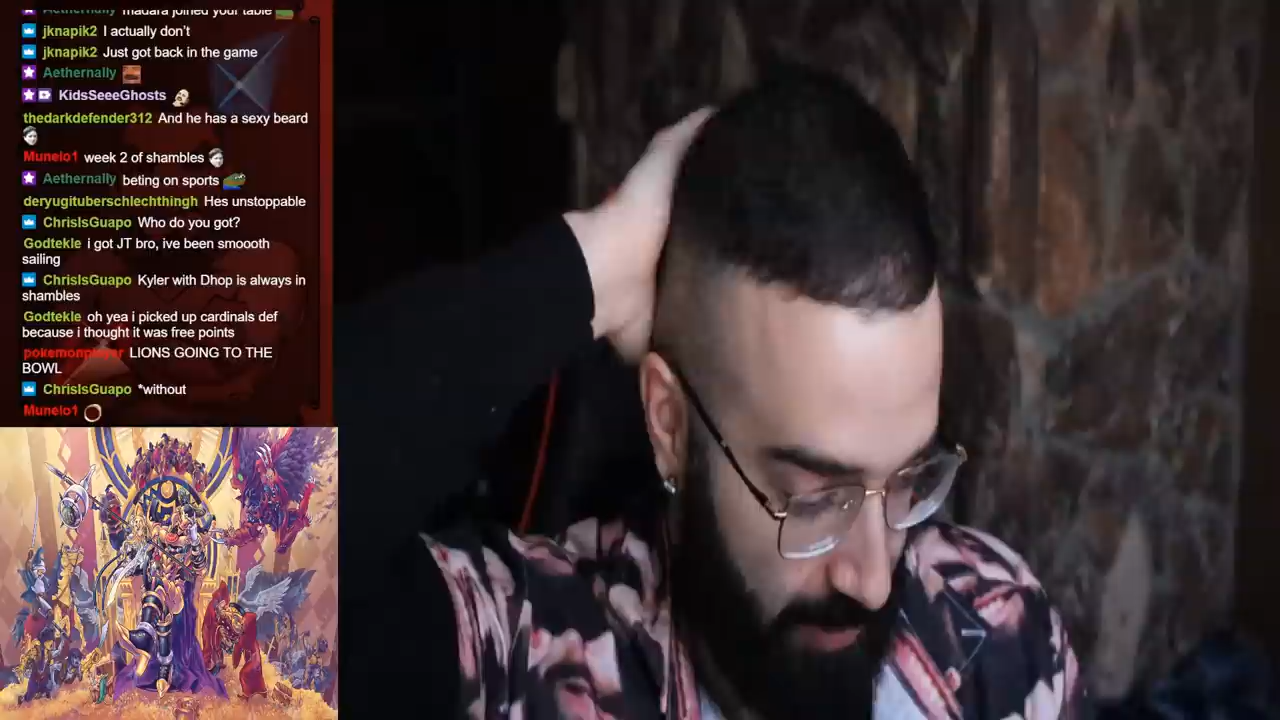 Aethernally madara joined your table
jknapik2 I actually don't
jknapik2 Just got back in the game
Aethernally
KidsSeeeGhosts
thedarkdefender312 And he has a sexy beard
Munelo1 week 2 of shambles
Aethernally beting on sports
deryugituberschlechthingh Hes unstoppable
ChrisIsGuapo Who do you got?
Godtekle i got JT bro, ive been smoooth
sailing
ChrisIsGuapo Kyler with Dhop is always in
shambles
Godtekle oh yea i picked up cardinals def
because i thought it was free points
pokemonplayer LIONS GOING TO THE
BOWL
ChrisIsGuapo *without
Munelo1